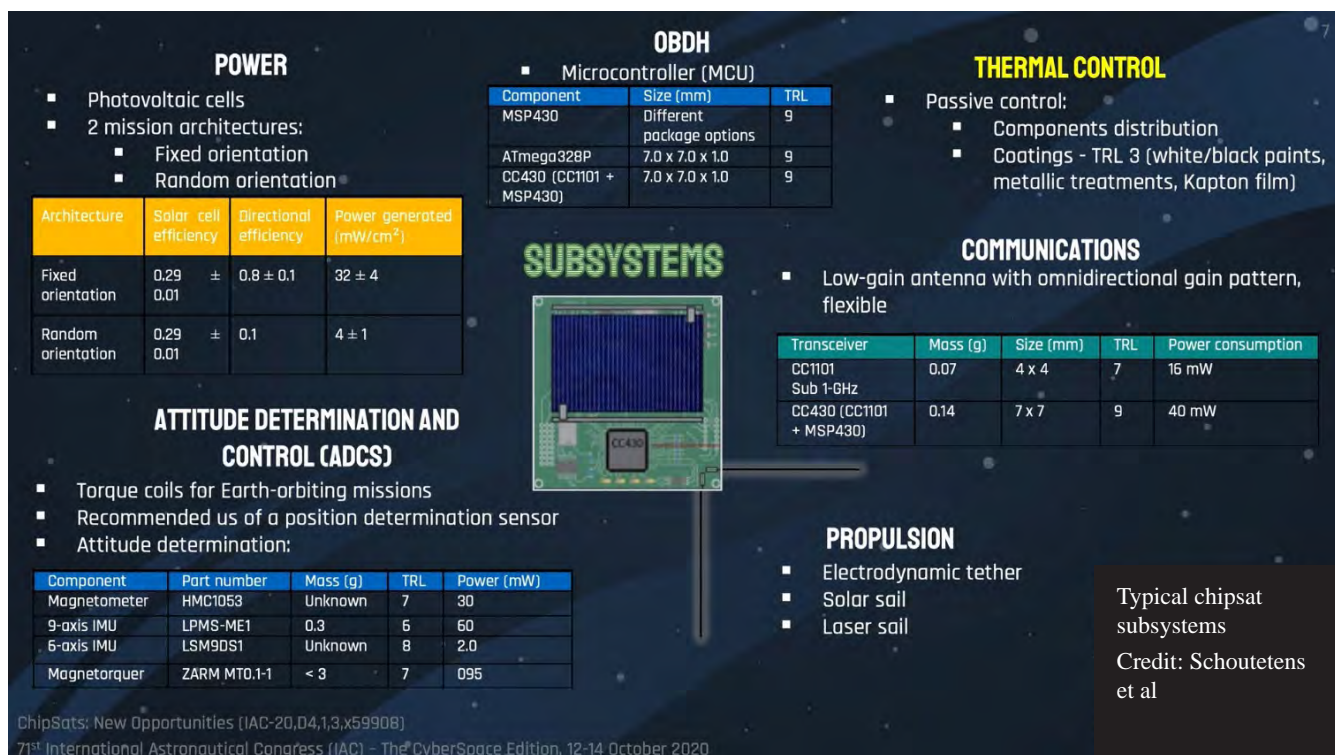 7
POWER
▪ Photovoltaic cells
▪ 2 mission architectures:
▪ Fixed orientation
▪ Random orientation
Architecture Solar cell efficiency Directional efficiency Power generated (mW/cm²)
Fixed orientation 0.29 ± 0.01 0.8 ± 0.1 32 ± 4
Random orientation 0.29 ± 0.01 0.1 4 ± 1
OBDH
▪ Microcontroller (MCU)
Component Size (mm) TRL
MSP430 Different package options 9
ATmega328P 7.0 x 7.0 x 1.0 9
CC430 (CC1101 + MSP430) 7.0 x 7.0 x 1.0 9
THERMAL CONTROL
▪ Passive control:
▪ Components distribution
▪ Coatings - TRL 3 (white/black paints,
metallic treatments, Kapton film)
SUBSYSTEMS
CC430
COMMUNICATIONS
▪ Low-gain antenna with omnidirectional gain pattern,
flexible
Transceiver Mass (g) Size (mm) TRL Power consumption
CC1101 Sub 1-GHz 0.07 4 x 4 7 16 mW
CC430 (CC1101 + MSP430) 0.14 7 x 7 9 40 mW
ATTITUDE DETERMINATION AND
CONTROL (ADCS)
▪ Torque coils for Earth-orbiting missions
▪ Recommended us of a position determination sensor
▪ Attitude determination:
Component Part number Mass (g) TRL Power (mW)
Magnetometer HMC1053 Unknown 7 30
9-axis IMU LPMS-ME1 0.3 6 60
6-axis IMU LSM9DS1 Unknown 8 2.0
Magnetorquer ZARM MT0.1-1 < 3 7 095
PROPULSION
▪ Electrodynamic tether
▪ Solar sail
▪ Laser sail
Typical chipsat
subsystems
Credit: Schoutetens
et al
ChipSats: New Opportunities (IAC-20,D4,1,3,x59908)
71st International Astronautical Congress (IAC) – The CyberSpace Edition, 12-14 October 2020